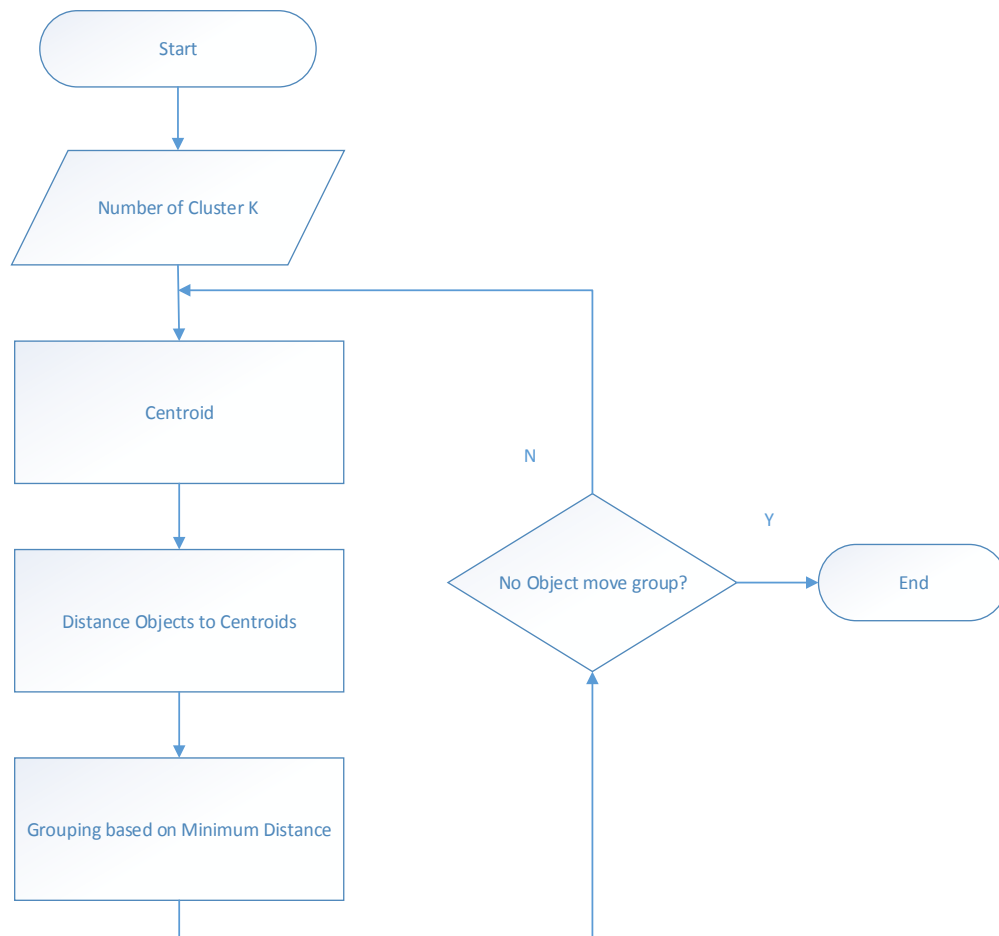 Start
Number of Cluster K
Centroid
Distance Objects to Centroids
Grouping based on Minimum Distance
N
No Object move group?
Y
End